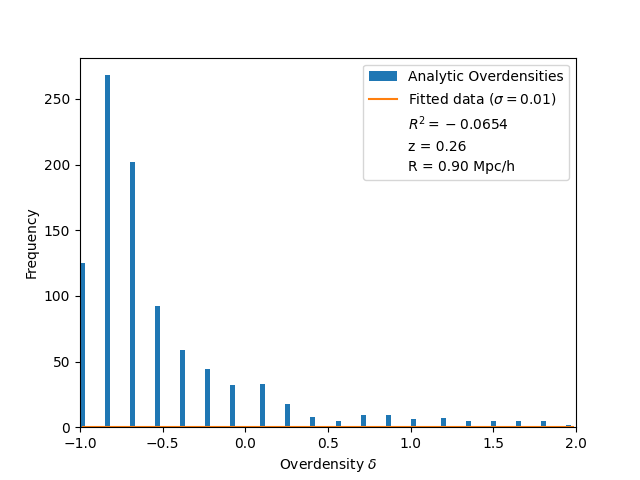 Analytic Overdensities
Fitted data (σ = 0.01)
R² = −0.0654
z = 0.26
R = 0.90 Mpc/h
250
200
150
100
50
0
Frequency
−1.0 −0.5 0.0 0.5 1.0 1.5 2.0
Overdensity δ